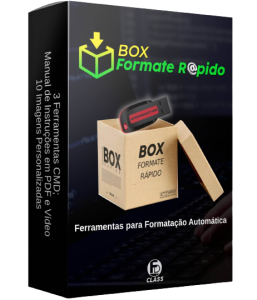 BOX
Formate R@pido
3 Ferramentas CMD;
Manual de Instruções em PDF e Vídeo
10 Imagens Personalizadas
BOX
FORMATE
RÁPIDO
Ferramentas para Formatação Automática
CLASS